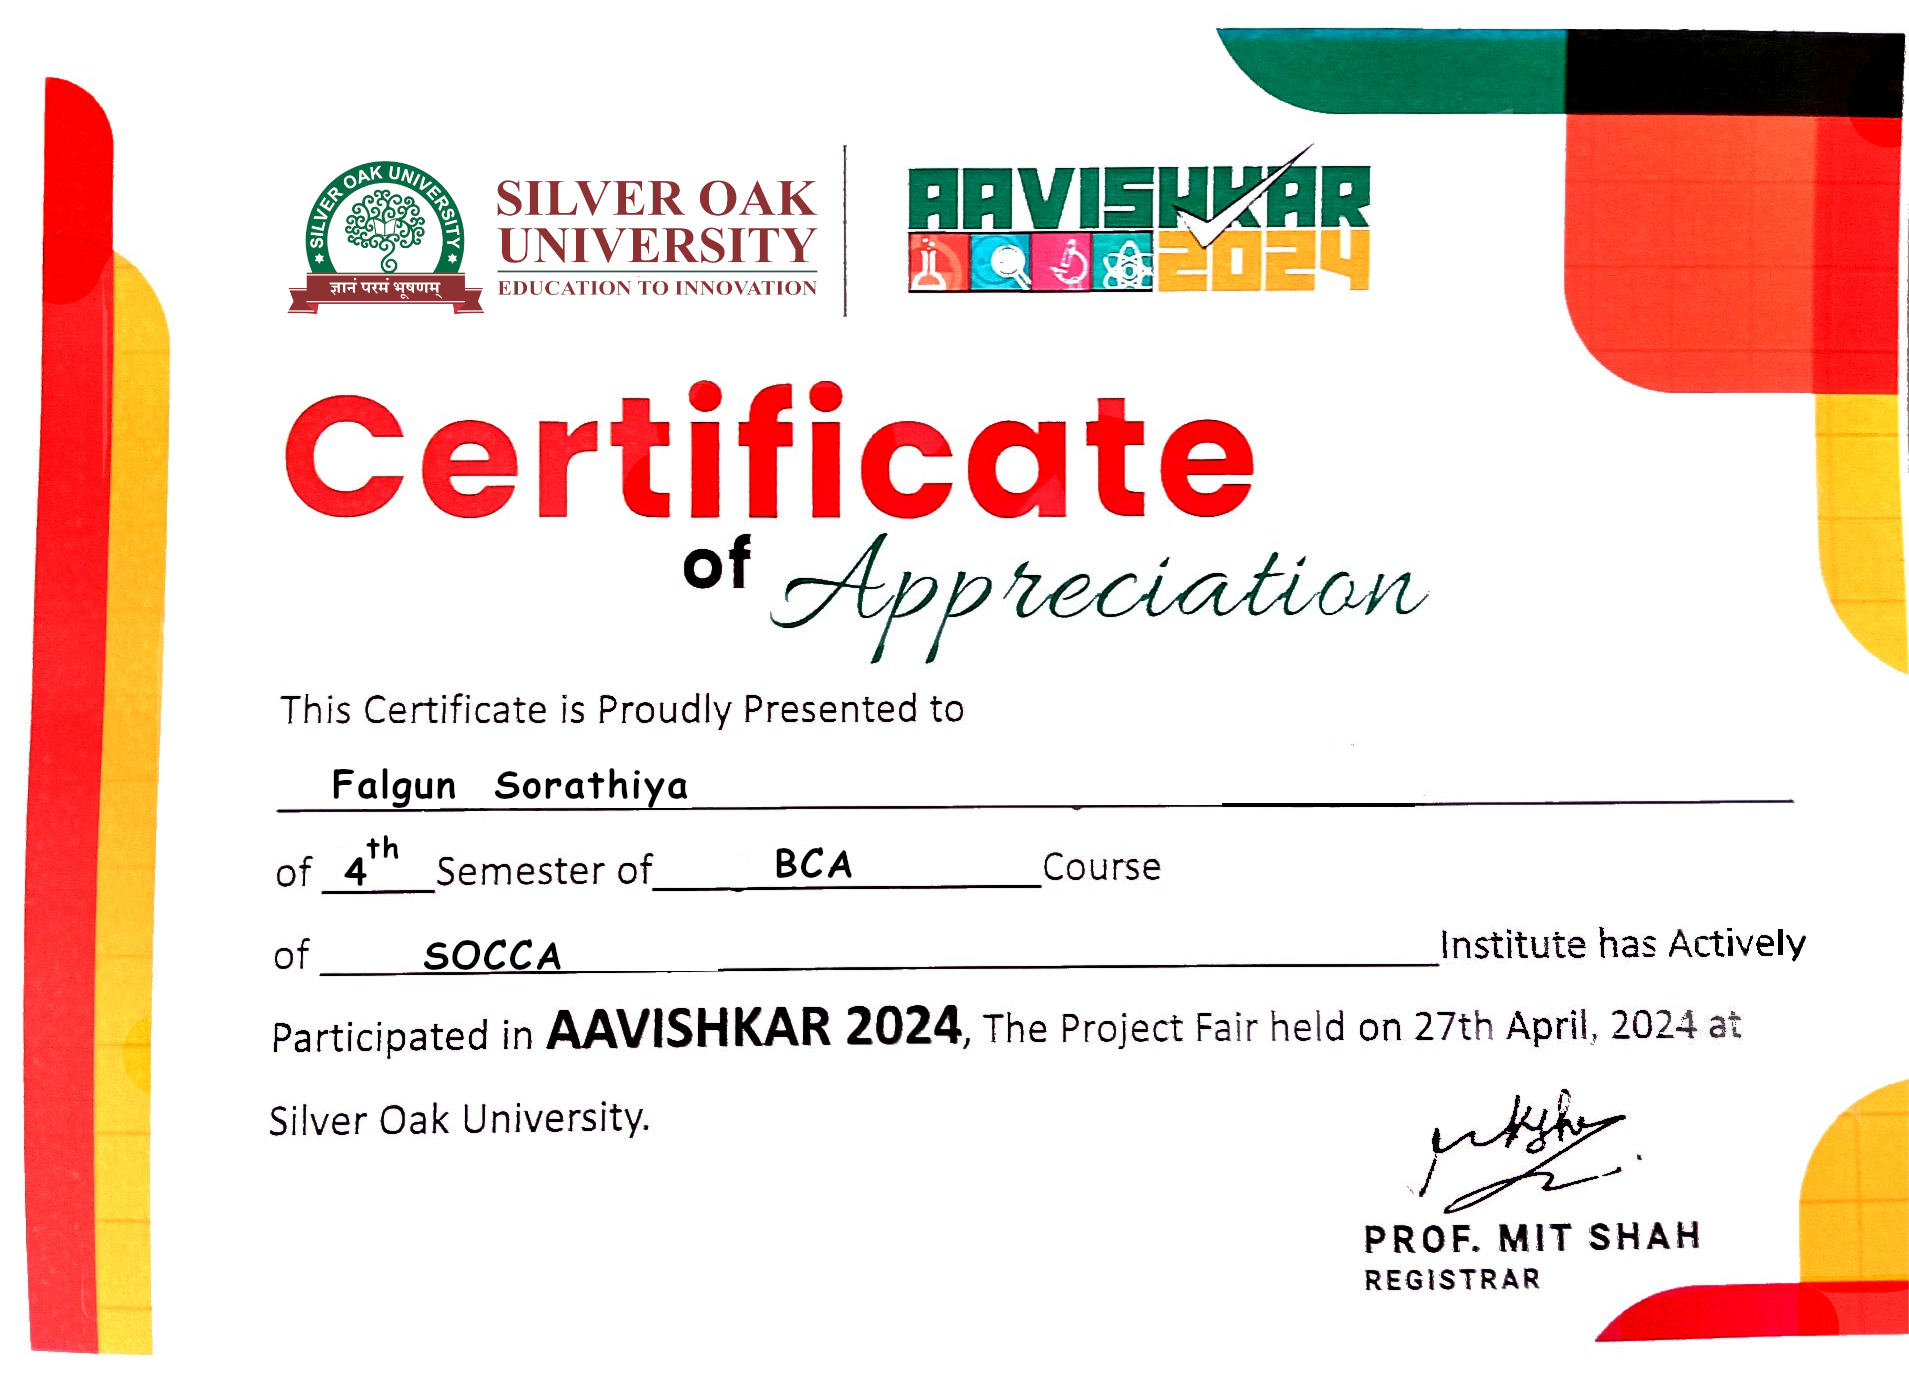 SILVER OAK UNIVERSITY
ज्ञानं परमं भूषणम्
SILVER OAK
UNIVERSITY
EDUCATION TO INNOVATION
AAVISHKAR
2024
Certificate
of Appreciation
This Certificate is Proudly Presented to
Falgun Sorathiya
of 4th Semester of BCA Course
of SOCCA Institute has Actively
Participated in AAVISHKAR 2024, The Project Fair held on 27th April, 2024 at
Silver Oak University.
PROF. MIT SHAH
REGISTRAR